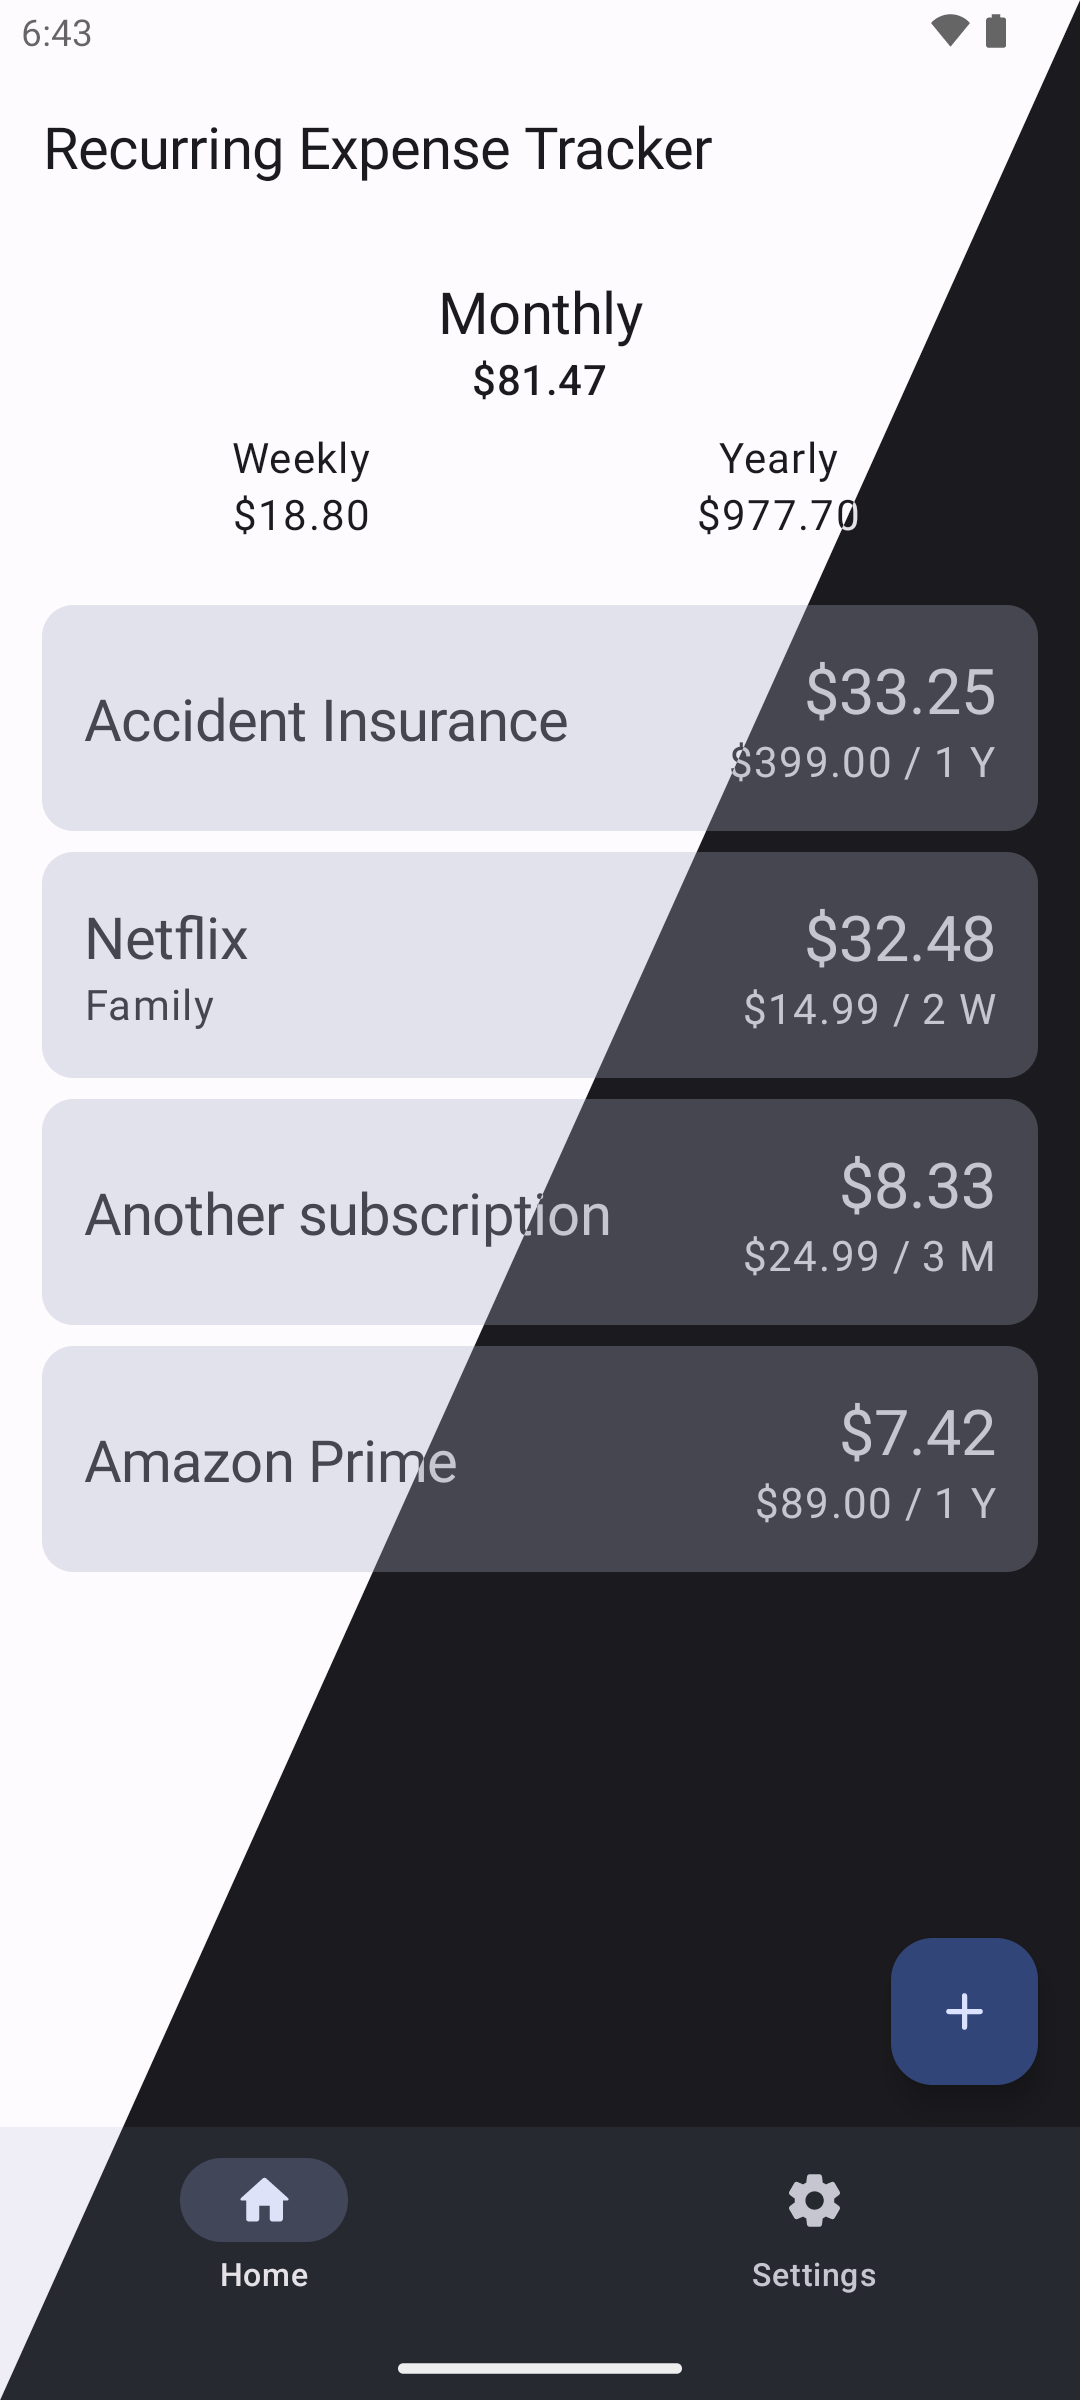 6:43
Recurring Expense Tracker
Monthly
$81.47
Weekly
Yearly
$18.80
$977.70
Accident Insurance
$33.25
$399.00 / 1 Y
Netflix
Family
$32.48
$14.99 / 2 W
Another subscription
$8.33
$24.99 / 3 M
Amazon Prime
$7.42
$89.00 / 1 Y
Home
Settings